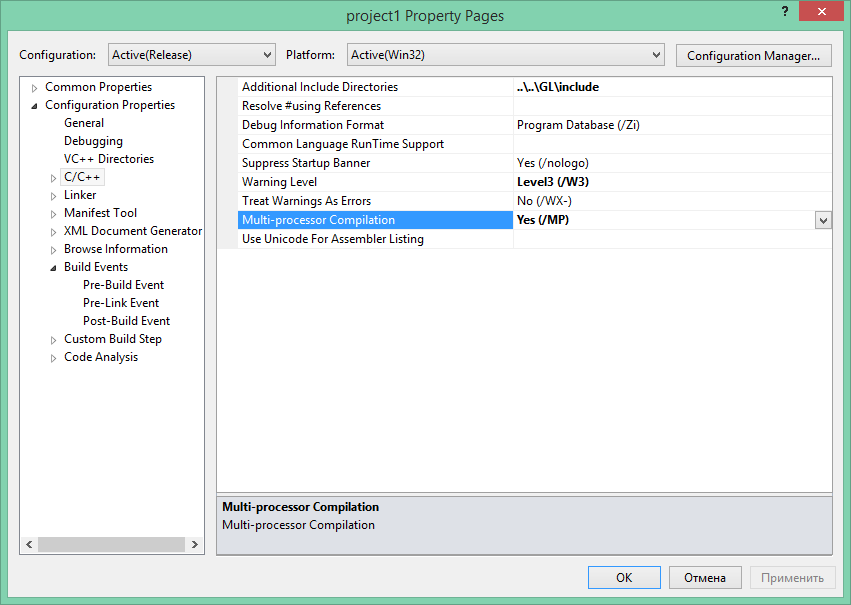 project1 Property Pages
?
Configuration: Active(Release) Platform: Active(Win32) Configuration Manager...
Common Properties
Configuration Properties
General
Debugging
VC++ Directories
C/C++
Linker
Manifest Tool
XML Document Generator
Browse Information
Build Events
Pre-Build Event
Pre-Link Event
Post-Build Event
Custom Build Step
Code Analysis
Additional Include Directories ..\..\GL\include
Resolve #using References
Debug Information Format Program Database (/Zi)
Common Language RunTime Support
Suppress Startup Banner Yes (/nologo)
Warning Level Level3 (/W3)
Treat Warnings As Errors No (/WX-)
Multi-processor Compilation Yes (/MP)
Use Unicode For Assembler Listing
Multi-processor Compilation
Multi-processor Compilation
OK Отмена Применить